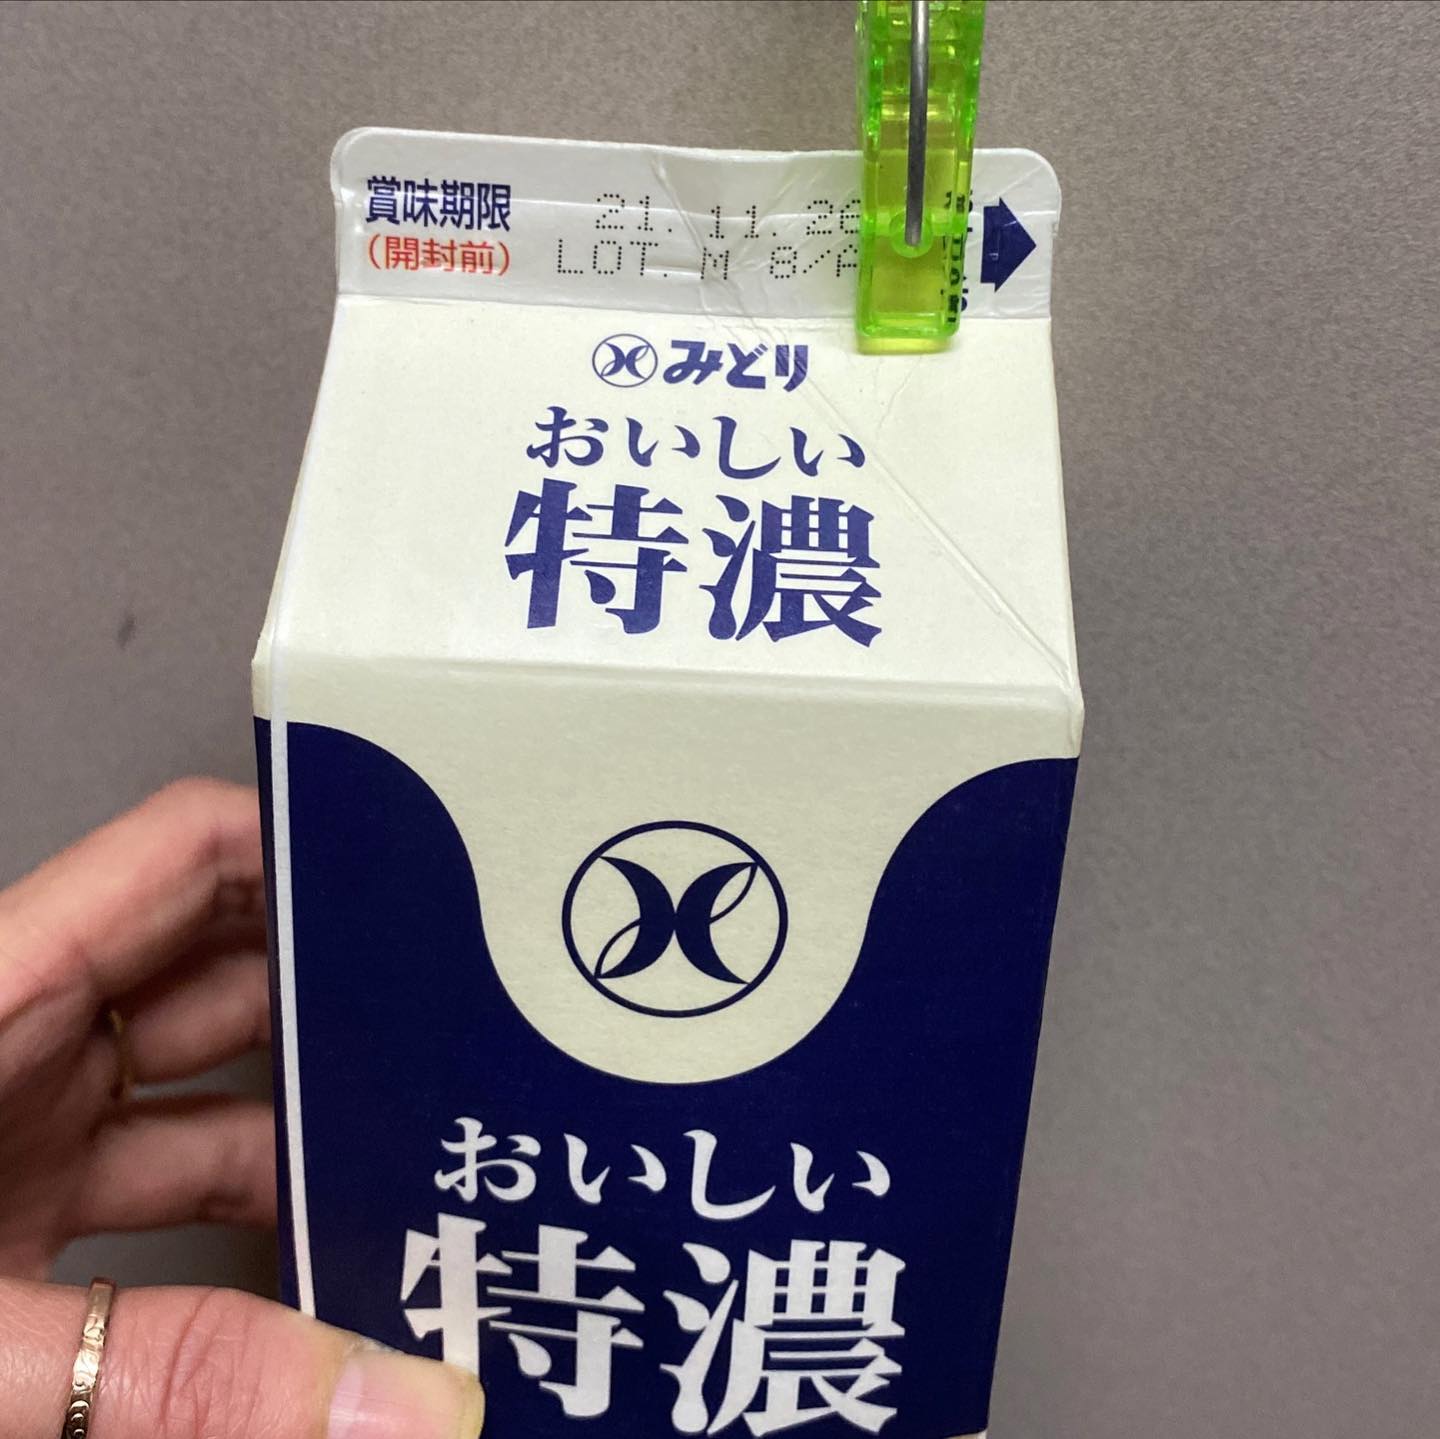 賞味期限 21.11.26
(開封前) LOT. M 8/A
みどり
おいしい
特濃
おいしい
特濃